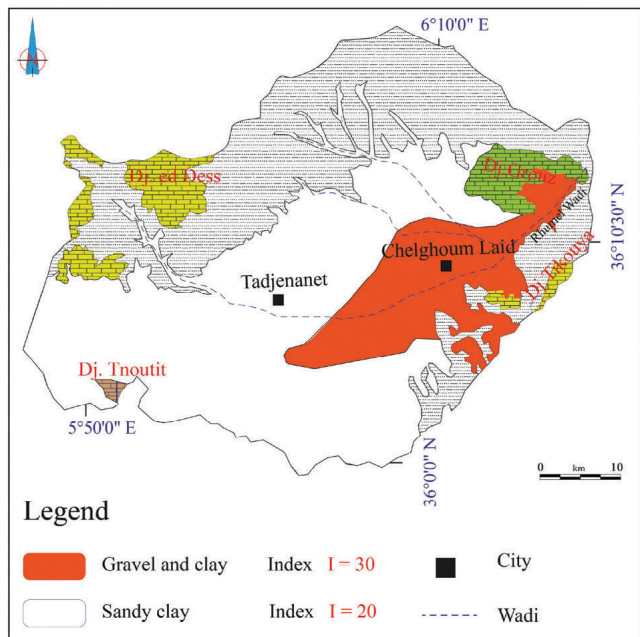 N
6°10'0" E
Dj. ed Dess
Dj Grouz
Rhumel Wadi
36°10'30" N
Chelghoum Laid
Dj Tikouya
Tadjenanet
Dj. Tnoutit
5°50'0" E
36°0'0" N
0 km 10
Legend
Gravel and clay Index I = 30 City
Sandy clay Index I = 20 Wadi